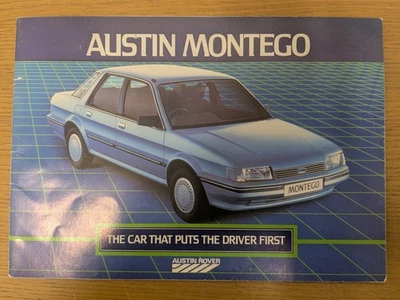 AUSTIN MONTEGO
MONTEGO
THE CAR THAT PUTS THE DRIVER FIRST
AUSTIN ROVER